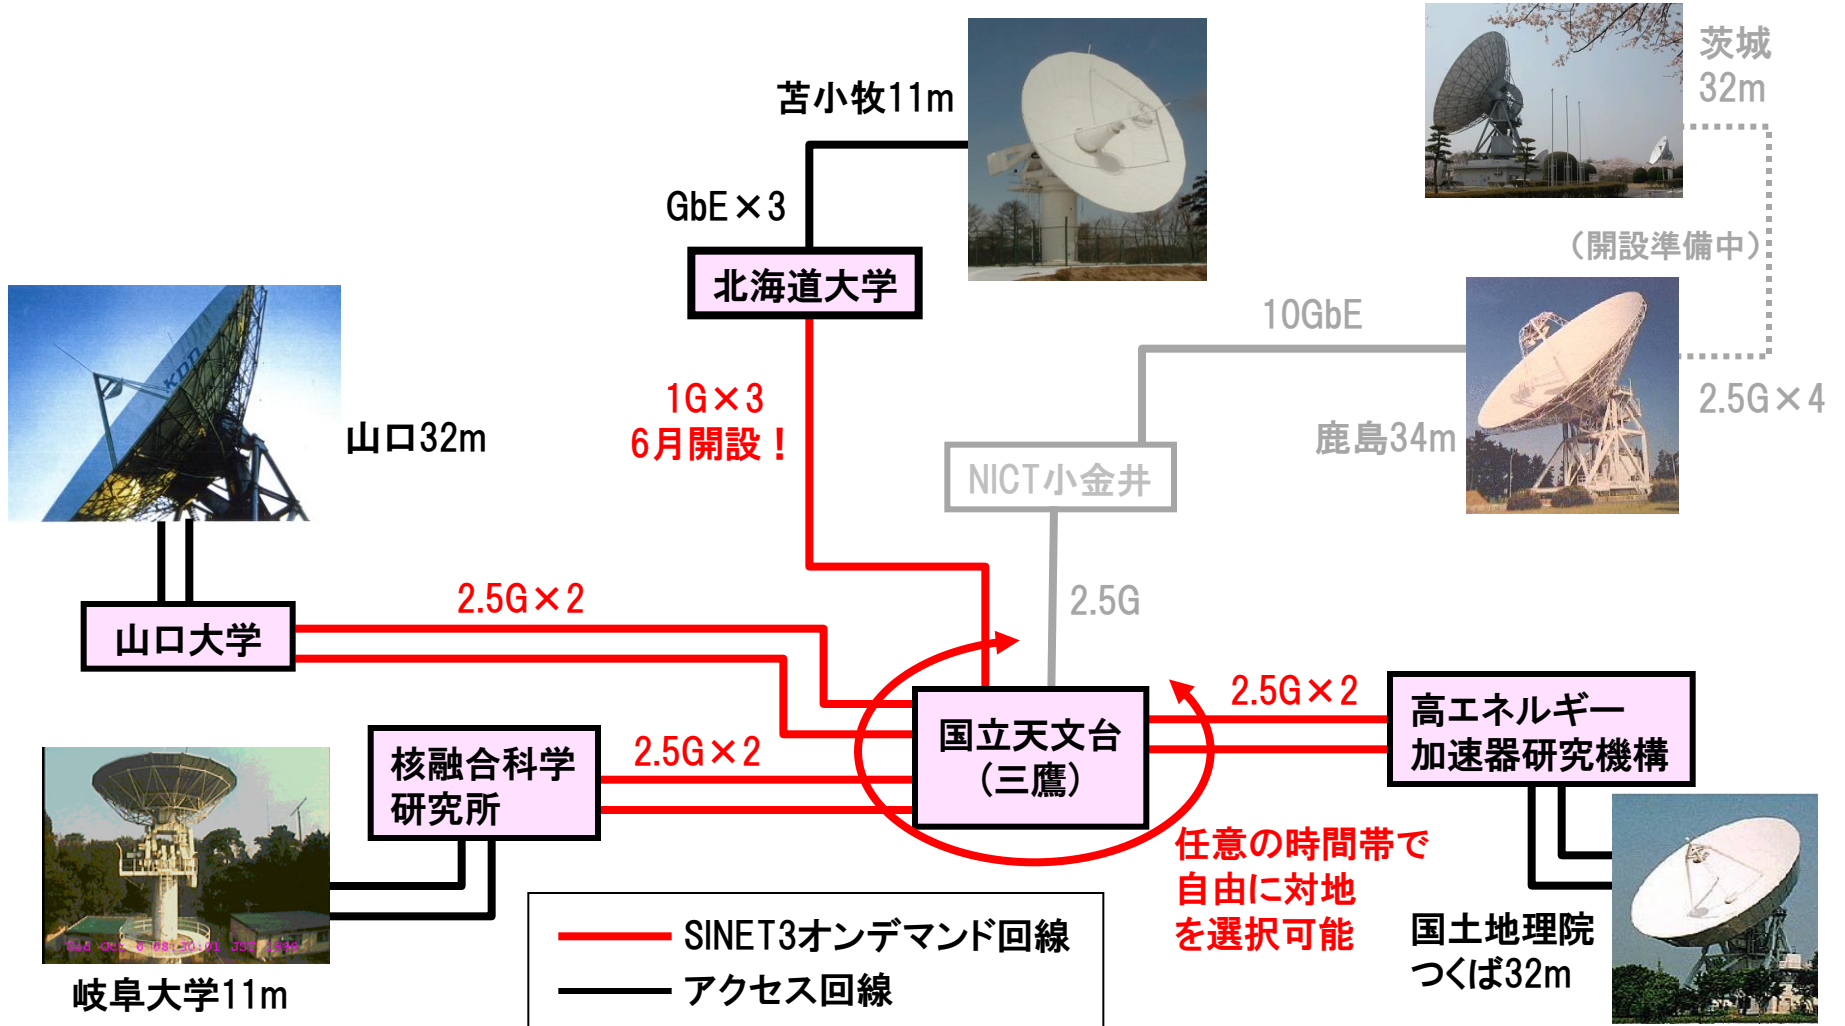 苫小牧11m
茨城
32m
GbE×3
(開設準備中)
北海道大学
10GbE
KDD
1G×3
6月開設！
2.5G×4
山口32m
鹿島34m
NICT小金井
2.5G×2
2.5G
山口大学
2.5G×2
高エネルギー
加速器研究機構
国立天文台
(三鷹)
核融合科学
研究所
2.5G×2
任意の時間帯で
自由に対地
を選択可能
国土地理院
つくば32m
SINET3オンデマンド回線
アクセス回線
岐阜大学11m